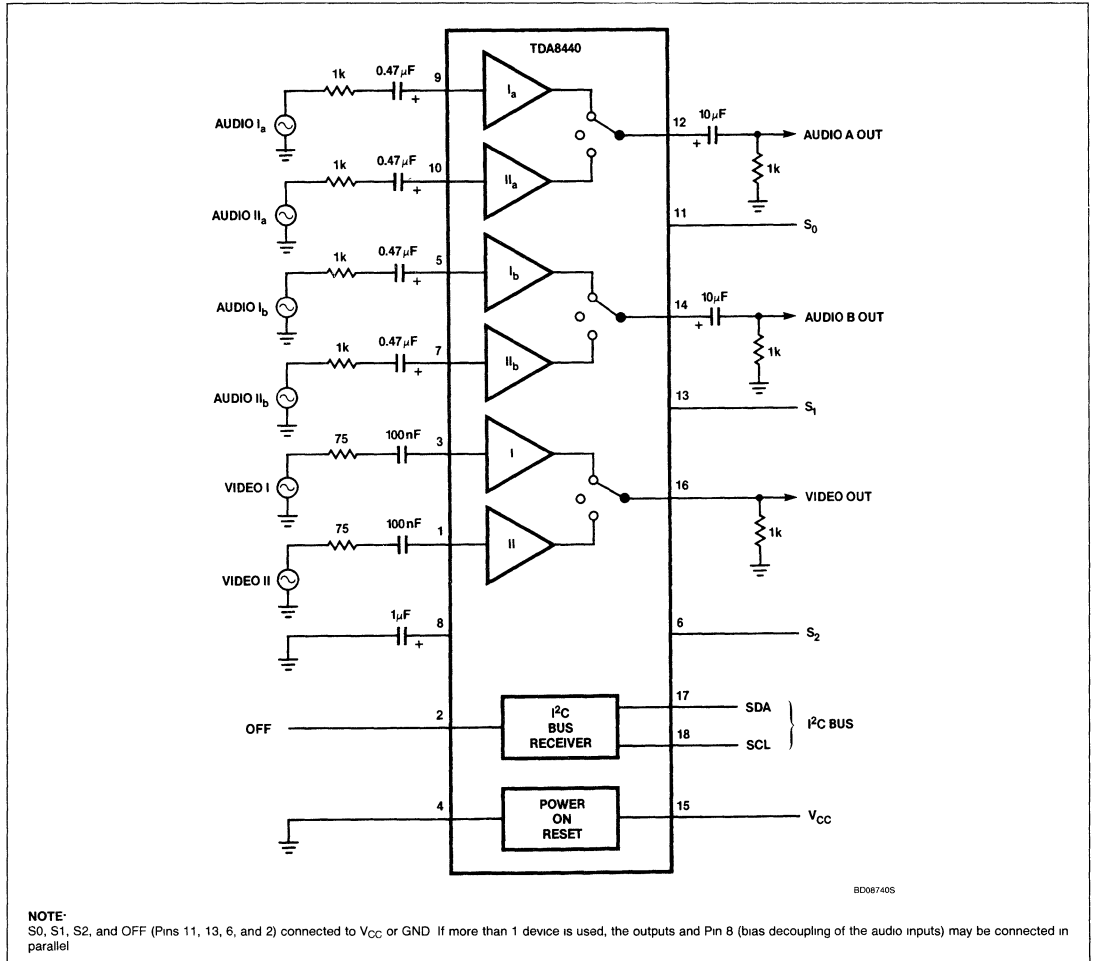 TDA8440
1k
0.47µF
9
Ia
AUDIO Ia
12
10µF
AUDIO A OUT
1k
1k
0.47µF
10
IIa
AUDIO IIa
11
S0
1k
0.47µF
5
Ib
AUDIO Ib
14
10µF
AUDIO B OUT
1k
1k
0.47µF
7
IIb
AUDIO IIb
13
S1
75
100nF
3
I
VIDEO I
16
VIDEO OUT
1k
75
100nF
1
II
VIDEO II
1µF
8
6
S2
OFF
2
I²C
BUS
RECEIVER
17
SDA
18
SCL
I²C BUS
4
POWER
ON
RESET
15
VCC
BD08740S
NOTE·
S0, S1, S2, and OFF (Pins 11, 13, 6, and 2) connected to VCC or GND If more than 1 device is used, the outputs and Pin 8 (bias decoupling of the audio inputs) may be connected in
parallel